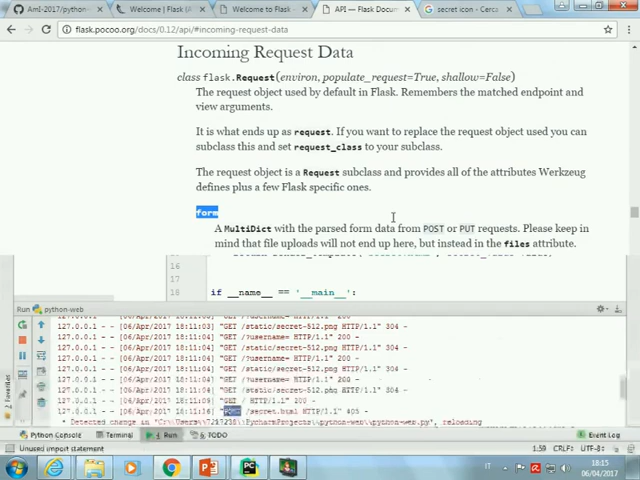 AmI-2017/python-
Welcome | Flask (A
Welcome to Flask —
API — Flask Docum
secret icon - Cerca
flask.pocoo.org/docs/0.12/api/#incoming-request-data
Incoming Request Data
class flask.Request(environ, populate_request=True, shallow=False)
The request object used by default in Flask. Remembers the matched endpoint and
view arguments.
It is what ends up as request. If you want to replace the request object used you can
subclass this and set request_class to your subclass.
The request object is a Request subclass and provides all of the attributes Werkzeug
defines plus a few Flask specific ones.
form
A MultiDict with the parsed form data from POST or PUT requests. Please keep in
mind that file uploads will not end up here, but instead in the files attribute.
16
17
18 if __name__ == '__main__':
Run python-web
127.0.0.1 - - [06/Apr/2017 18:11:03] "GET /static/secret-512.png HTTP/1.1" 304 -
127.0.0.1 - - [06/Apr/2017 18:11:04] "GET /?username= HTTP/1.1" 200 -
127.0.0.1 - - [06/Apr/2017 18:11:04] "GET /static/secret-512.png HTTP/1.1" 304 -
127.0.0.1 - - [06/Apr/2017 18:11:04] "GET /?username= HTTP/1.1" 200 -
127.0.0.1 - - [06/Apr/2017 18:11:04] "GET /?username= HTTP/1.1" 200 -
127.0.0.1 - - [06/Apr/2017 18:11:04] "GET /static/secret-512.png HTTP/1.1" 304 -
127.0.0.1 - - [06/Apr/2017 18:11:09] "GET / HTTP/1.1" 200 -
127.0.0.1 - - [06/Apr/2017 18:11:16] "POST /secret.html HTTP/1.1" 405 -
* Detected change in reloading
Favorites
Python Console Terminal 4: Run 6: TODO Event Log
Unused import statement 1:59 CRLF÷ UTF-8÷
IT 18:15
06/04/2017